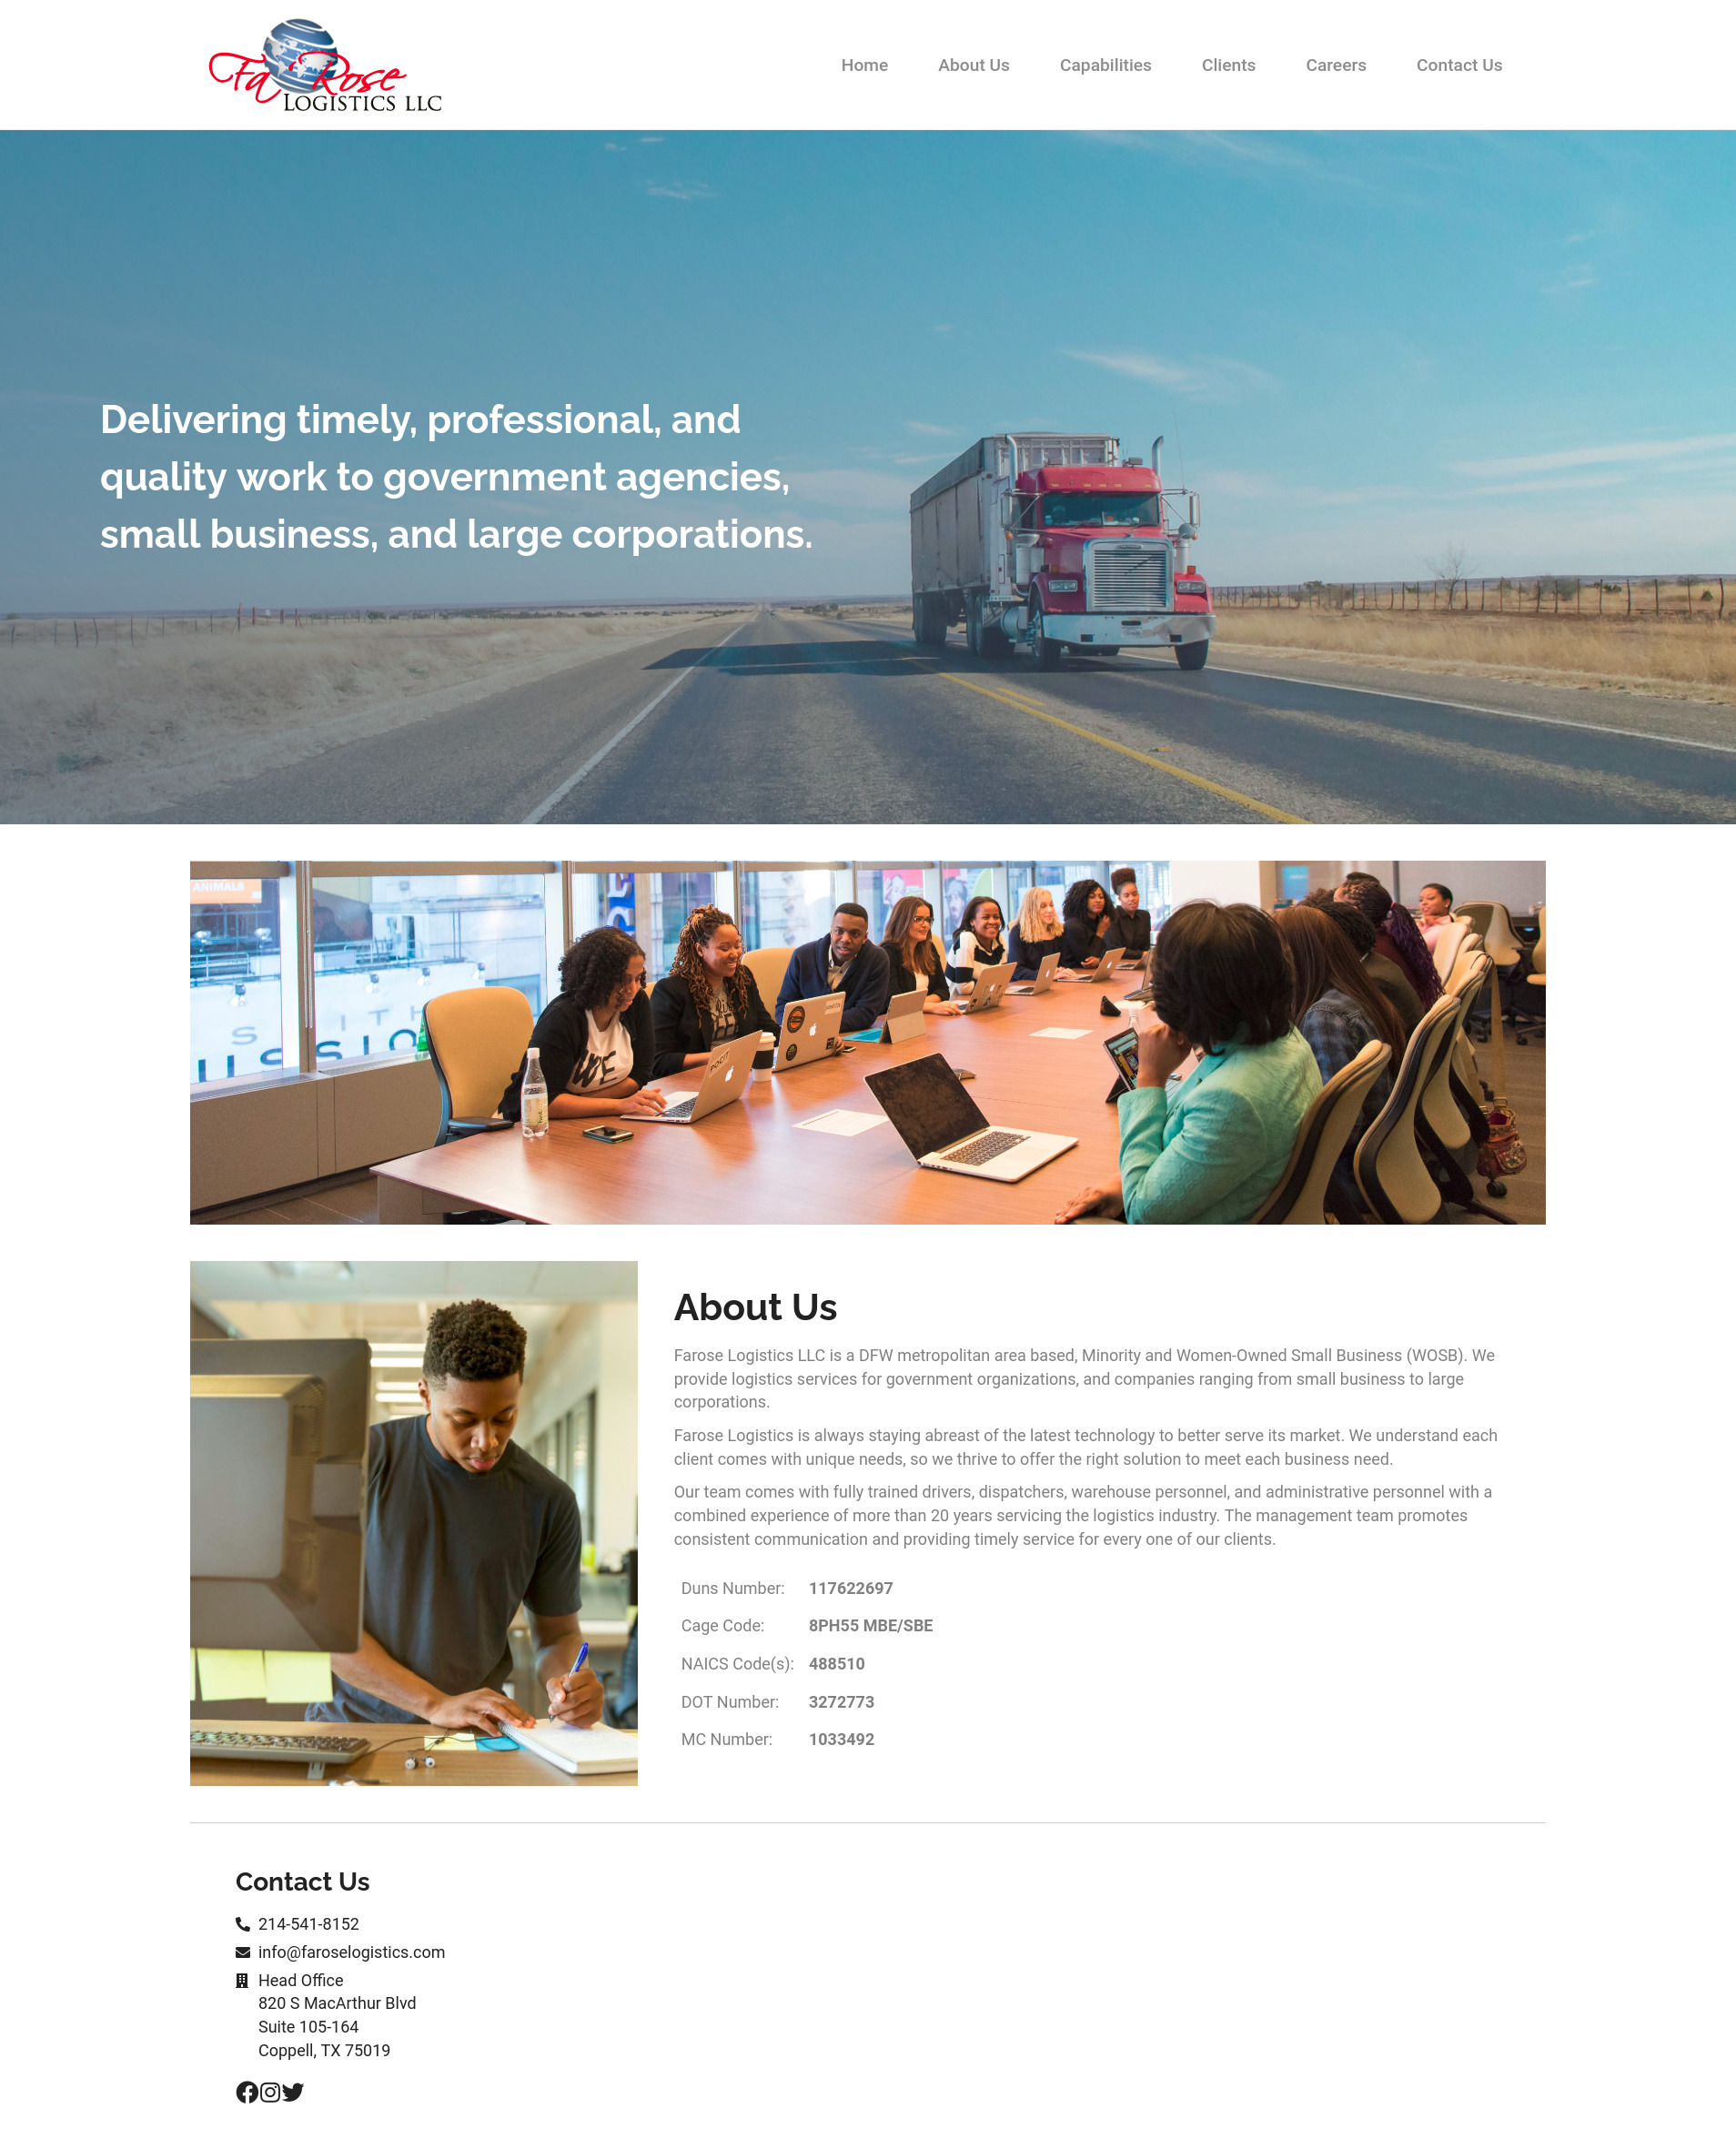 Fa'Rose
LOGISTICS LLC
Home About Us Capabilities Clients Careers Contact Us
Delivering timely, professional, and
quality work to government agencies,
small business, and large corporations.
ANIMALS
WE
About Us
Farose Logistics LLC is a DFW metropolitan area based, Minority and Women-Owned Small Business (WOSB). We
provide logistics services for government organizations, and companies ranging from small business to large
corporations.
Farose Logistics is always staying abreast of the latest technology to better serve its market. We understand each
client comes with unique needs, so we thrive to offer the right solution to meet each business need.
Our team comes with fully trained drivers, dispatchers, warehouse personnel, and administrative personnel with a
combined experience of more than 20 years servicing the logistics industry. The management team promotes
consistent communication and providing timely service for every one of our clients.
Duns Number: 117622697
Cage Code: 8PH55 MBE/SBE
NAICS Code(s): 488510
DOT Number: 3272773
MC Number: 1033492
Contact Us
214-541-8152
info@faroselogistics.com
Head Office
820 S MacArthur Blvd
Suite 105-164
Coppell, TX 75019